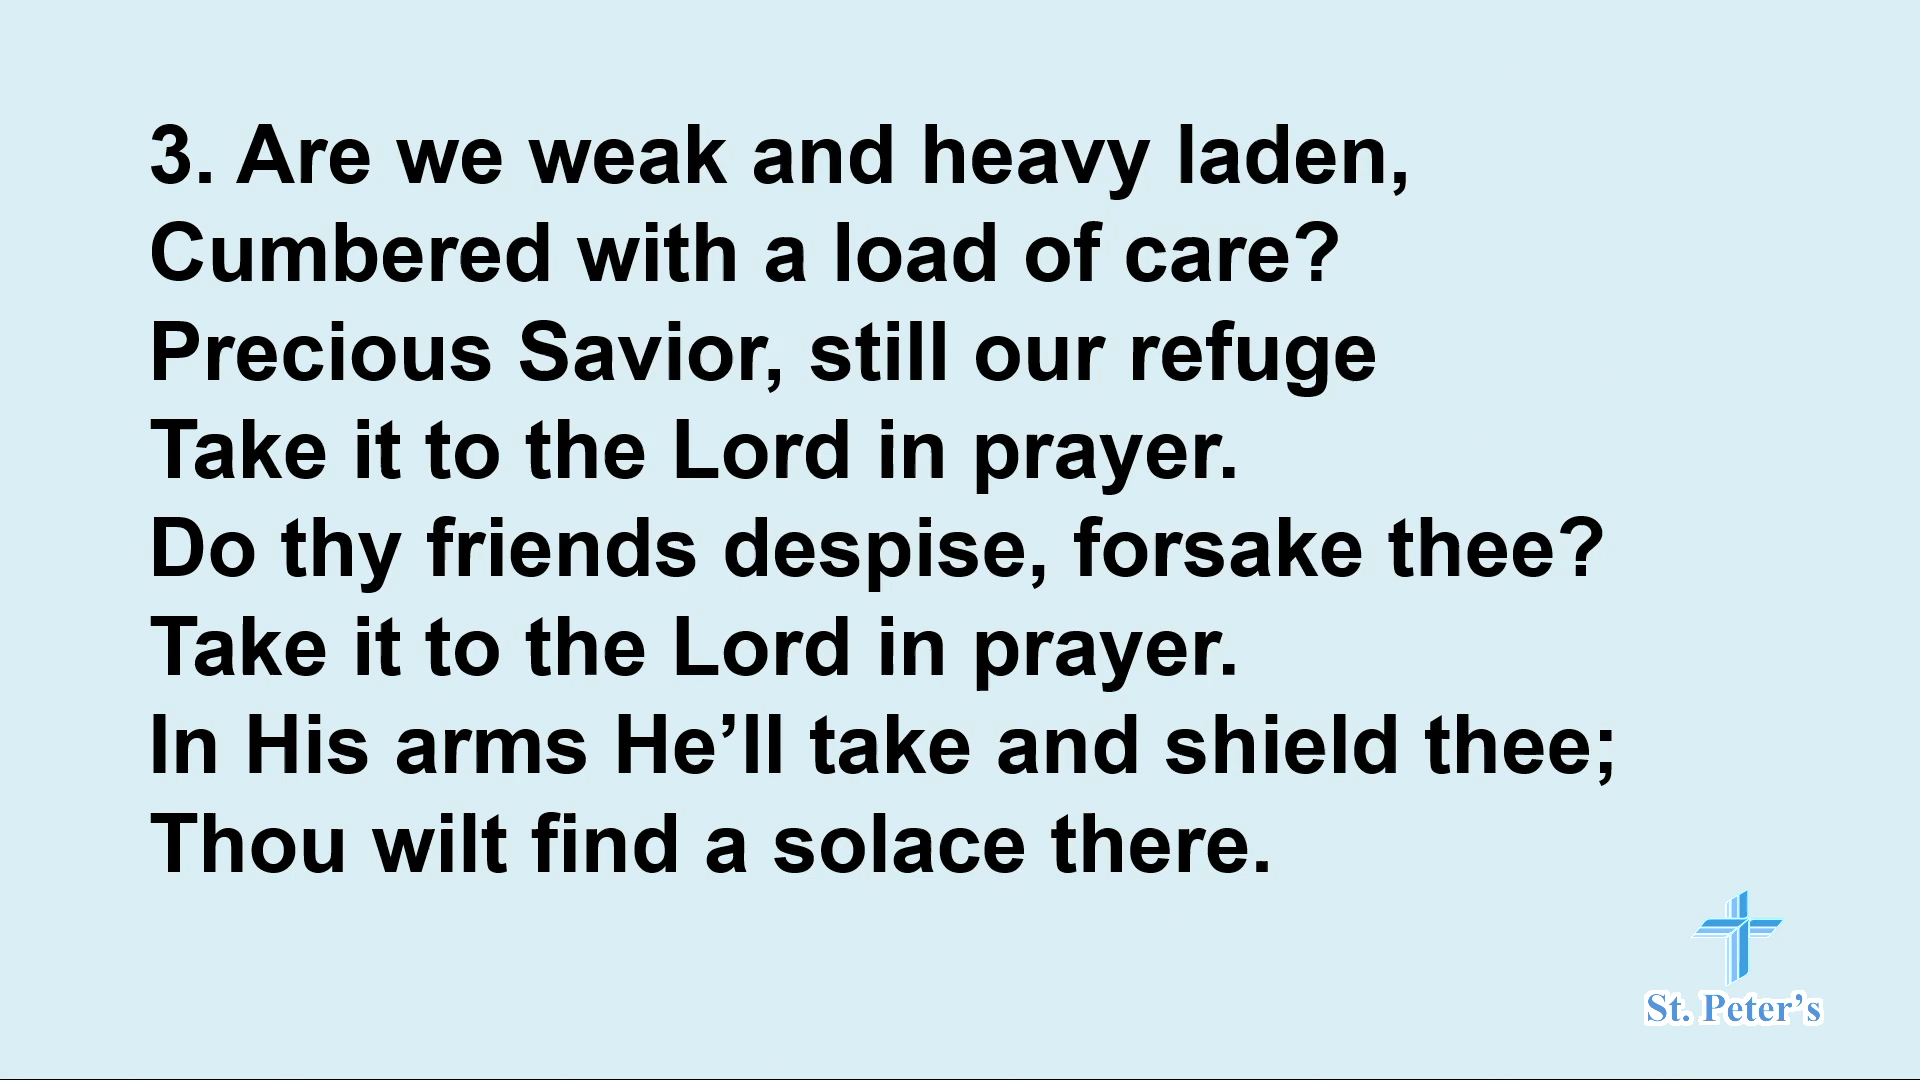 3. Are we weak and heavy laden,
Cumbered with a load of care?
Precious Savior, still our refuge
Take it to the Lord in prayer.
Do thy friends despise, forsake thee?
Take it to the Lord in prayer.
In His arms He’ll take and shield thee;
Thou wilt find a solace there.
St. Peter’s